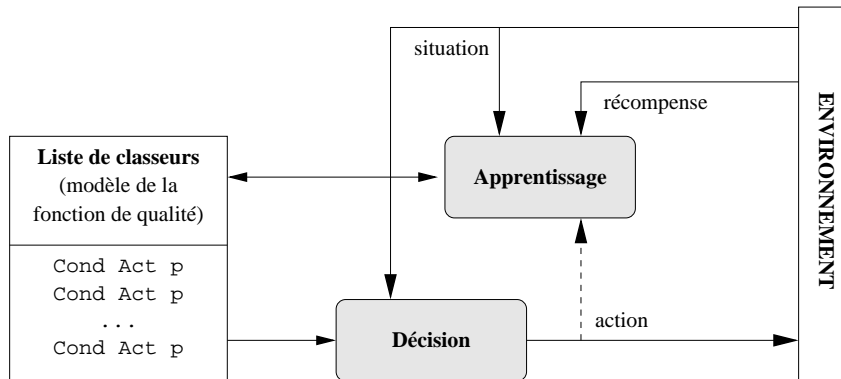 situation
récompense
Liste de classeurs
(modèle de la
fonction de qualité)
Apprentissage
ENVIRONNEMENT
Cond Act p
Cond Act p
...
Cond Act p
Décision
action